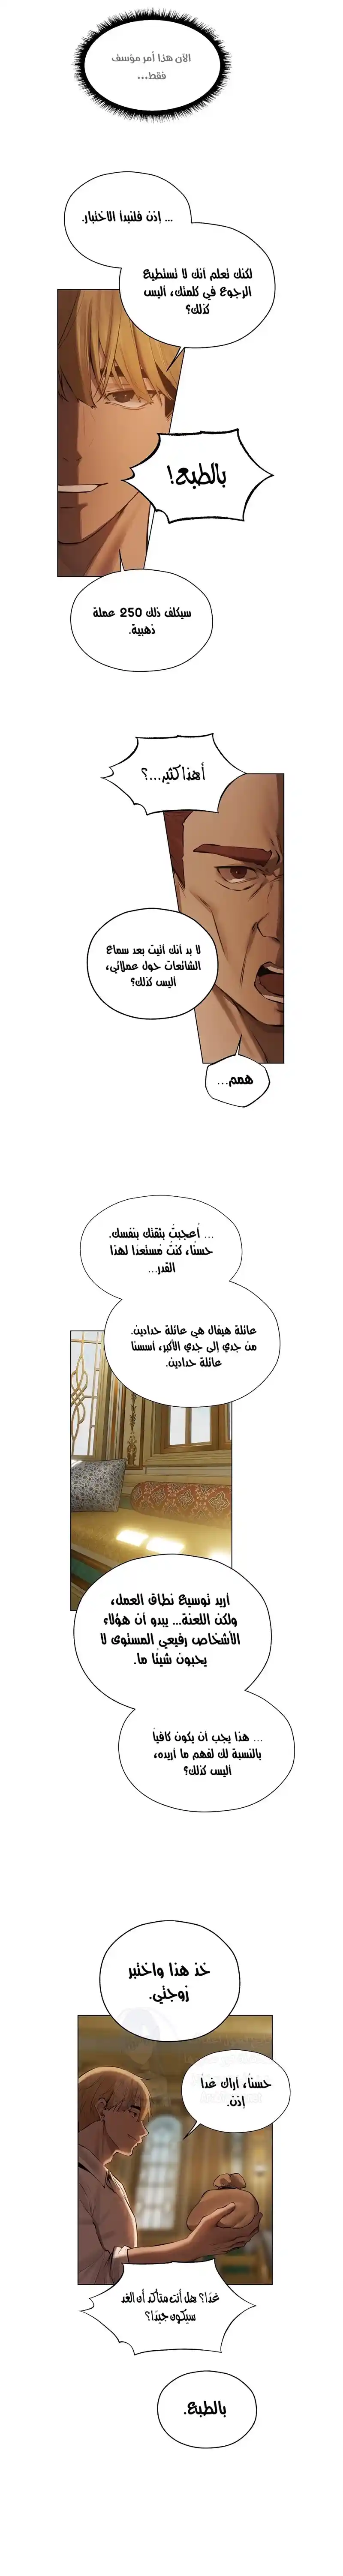 الآن هذا أمر مؤسف
فقط...
... إذن فلنبدأ الاختبار.
لكنك تعلم أنك لا تستطيع
الرجوع في كلمتك، أليس
كذلك؟
بالطبع!
سيكلف ذلك 250 عملة
ذهبية.
أهذا كثير...؟
لا بد أنك أتيت بعد سماع
الشائعات حول عملائي،
أليس كذلك؟
همم...
... أعجبتُ بثقتك بنفسك.
حسنًا، كنتُ مُستعدًا لهذا
القدر...
عائلة هيفال هي عائلة حدادين.
من جدي إلى جدي الأكبر، أسسنا
عائلة حدادين.
أريد توسيع نطاق العمل،
ولكن اللعنة... يبدو أن هؤلاء
الأشخاص رفيعي المستوى لا
يحبون شيئًا ما.
... هذا يجب أن يكون كافياً
بالنسبة لك لفهم ما أريده،
أليس كذلك؟
خذ هذا واختبر
زوجتي.
حسناً، أراك غداً
إذن.
غدًا؟ هل أنت متأكد أن الغد
سيكون جيدًا؟
بالطبع.